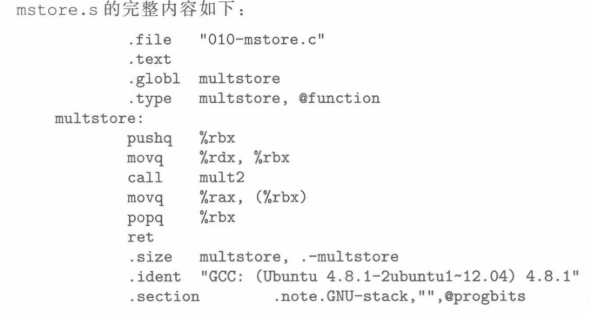 mstore.s 的完整内容如下：
.file "010-mstore.c"
.text
.globl multstore
.type multstore, @function
multstore:
pushq %rbx
movq %rdx, %rbx
call mult2
movq %rax, (%rbx)
popq %rbx
ret
.size multstore, .-multstore
.ident "GCC: (Ubuntu 4.8.1-2ubuntu1~12.04) 4.8.1"
.section .note.GNU-stack,"",@progbits